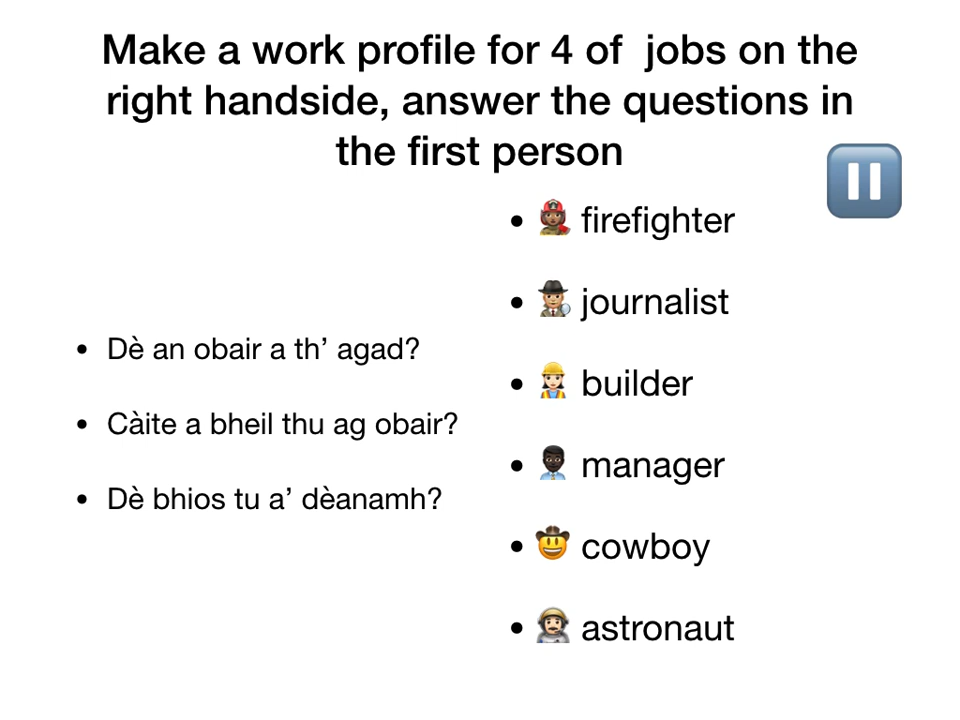 Make a work profile for 4 of jobs on the
right handside, answer the questions in
the first person
• Dè an obair a th’ agad?
• Càite a bheil thu ag obair?
• Dè bhios tu a’ dèanamh?
• firefighter
• journalist
• builder
• manager
• cowboy
• astronaut